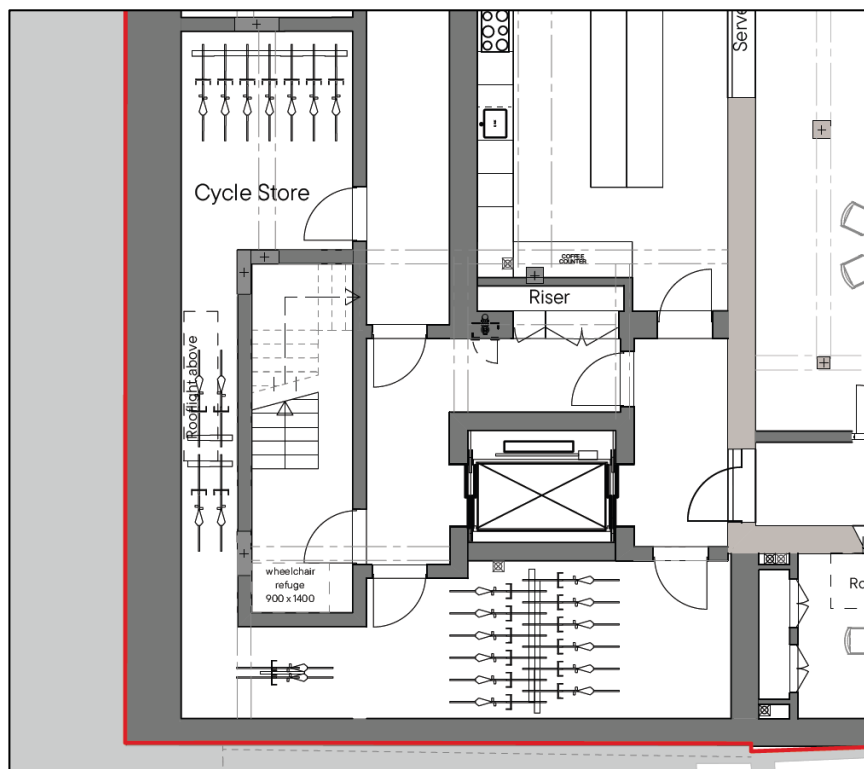 Serve
Cycle Store
COFFEE
COUNTER
Riser
Rooflight above
wheelchair
refuge
900 x 1400
Ro